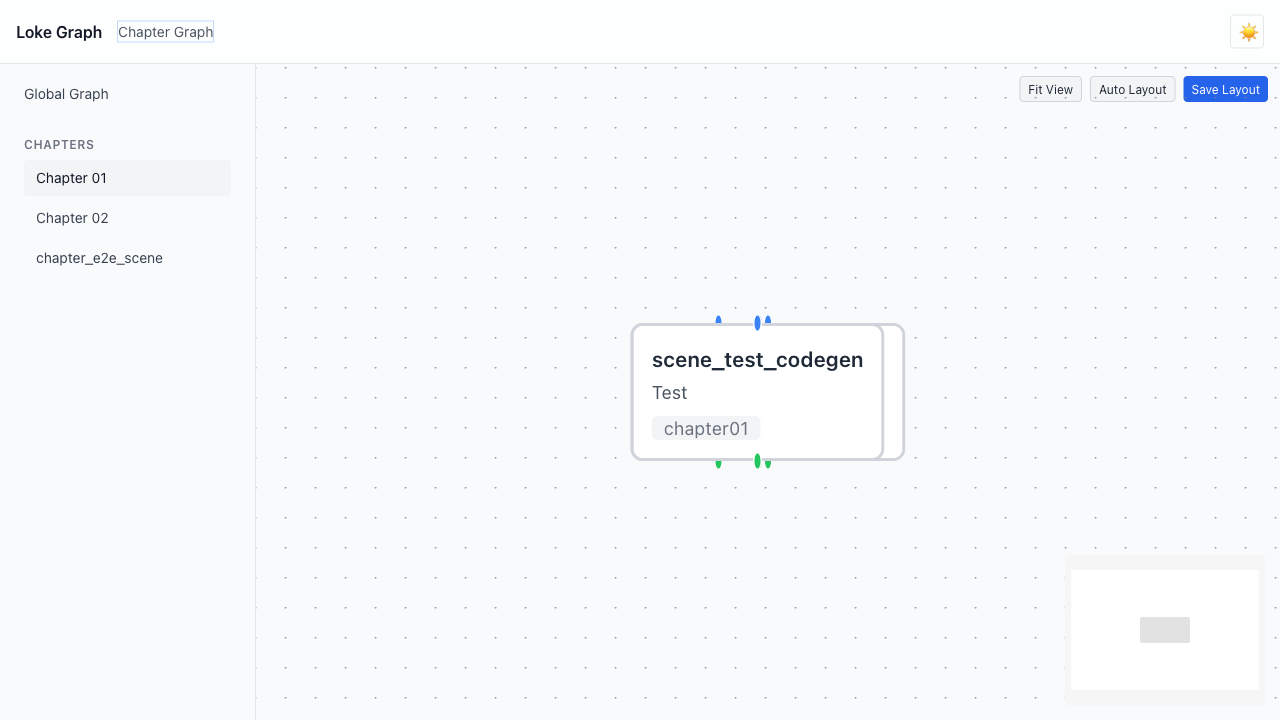 Loke Graph
Chapter Graph
Global Graph
CHAPTERS
Chapter 01
Chapter 02
chapter_e2e_scene
Fit View
Auto Layout
Save Layout
scene_test_codegen
Test
chapter01